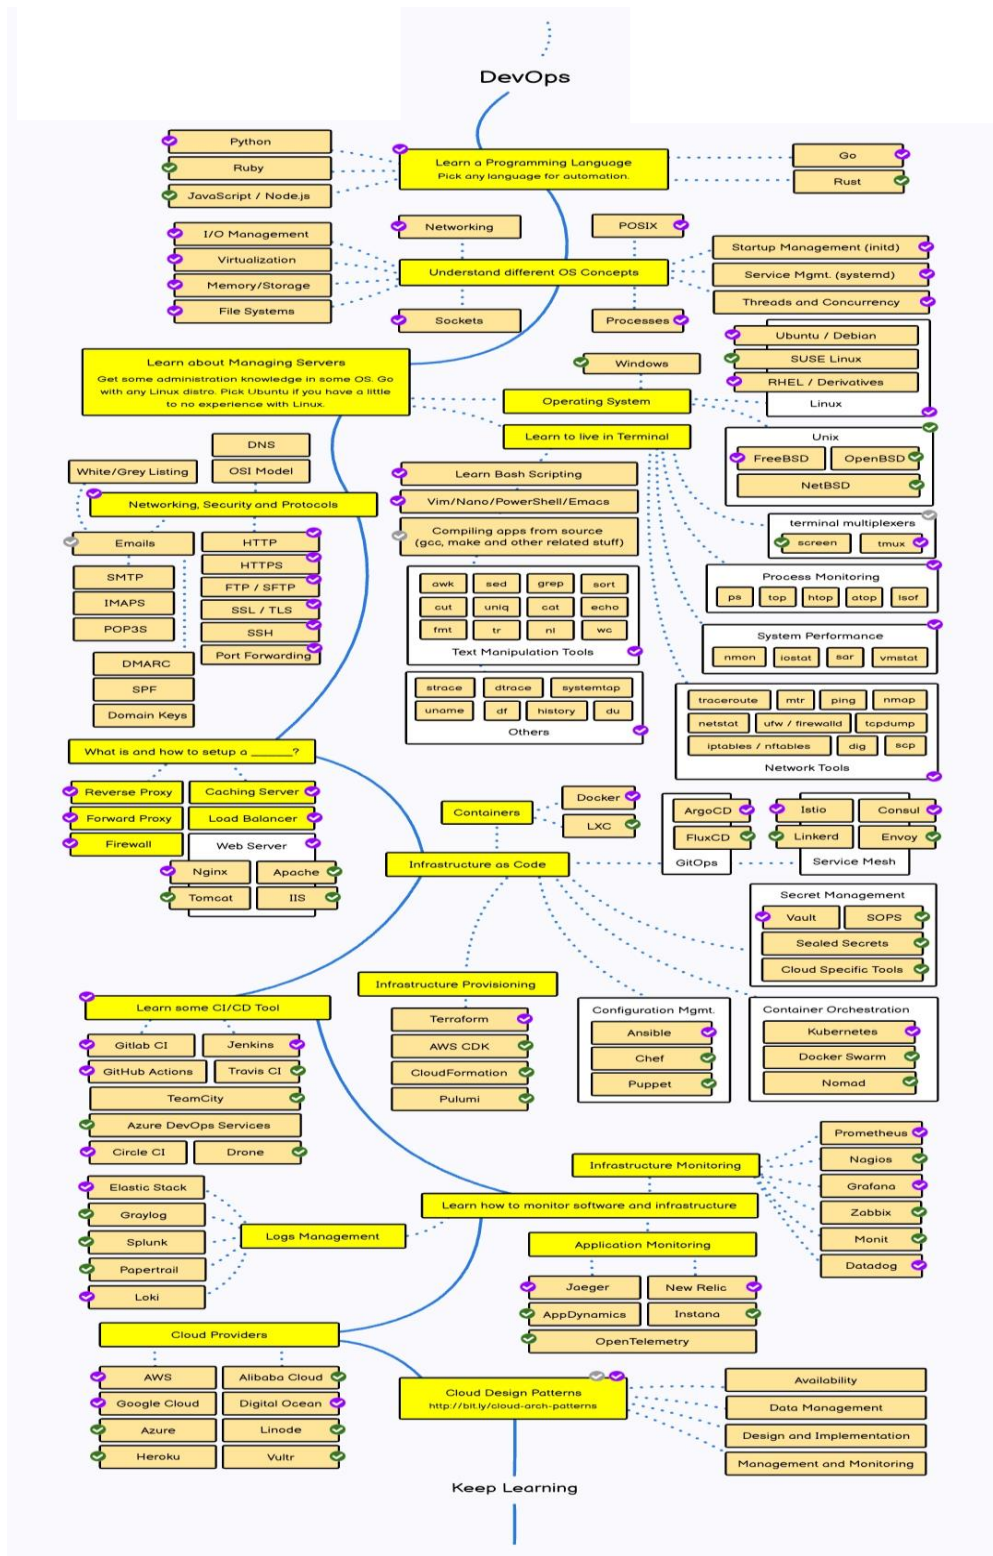 DevOps
Python
Ruby
JavaScript / Node.js
Learn a Programming Language
Pick any language for automation.
Go
Rust
I/O Management
Virtualization
Memory/Storage
File Systems
Networking
POSIX
Understand different OS Concepts
Sockets
Processes
Startup Management (initd)
Service Mgmt. (systemd)
Threads and Concurrency
Learn about Managing Servers
Get some administration knowledge in some OS. Go
with any Linux distro. Pick Ubuntu if you have a little
to no experience with Linux.
Windows
Operating System
Ubuntu / Debian
SUSE Linux
RHEL / Derivatives
Linux
Unix
FreeBSD
OpenBSD
NetBSD
Learn to live in Terminal
DNS
White/Grey Listing
OSI Model
Networking, Security and Protocols
Emails
SMTP
IMAPS
POP3S
DMARC
SPF
Domain Keys
HTTP
HTTPS
FTP / SFTP
SSL / TLS
SSH
Port Forwarding
Learn Bash Scripting
Vim/Nano/PowerShell/Emacs
Compiling apps from source
(gcc, make and other related stuff)
awk
sed
grep
sort
cut
uniq
cat
echo
fmt
tr
nl
wc
Text Manipulation Tools
strace
dtrace
systemtap
uname
df
history
du
Others
terminal multiplexers
screen
tmux
Process Monitoring
ps
top
htop
atop
lsof
System Performance
nmon
iostat
sar
vmstat
traceroute
mtr
ping
nmap
netstat
ufw / firewalld
tcpdump
iptables / nftables
dig
scp
Network Tools
What is and how to setup a ______?
Reverse Proxy
Caching Server
Forward Proxy
Load Balancer
Firewall
Web Server
Nginx
Apache
Tomcat
IIS
Containers
Docker
LXC
Infrastructure as Code
ArgoCD
FluxCD
GitOps
Istio
Consul
Linkerd
Envoy
Service Mesh
Secret Management
Vault
SOPS
Sealed Secrets
Cloud Specific Tools
Infrastructure Provisioning
Terraform
AWS CDK
CloudFormation
Pulumi
Configuration Mgmt.
Ansible
Chef
Puppet
Container Orchestration
Kubernetes
Docker Swarm
Nomad
Learn some CI/CD Tool
Gitlab CI
Jenkins
GitHub Actions
Travis CI
TeamCity
Azure DevOps Services
Circle CI
Drone
Infrastructure Monitoring
Prometheus
Nagios
Grafana
Zabbix
Monit
Datadog
Learn how to monitor software and infrastructure
Elastic Stack
Graylog
Splunk
Papertrail
Loki
Logs Management
Application Monitoring
Jaeger
New Relic
AppDynamics
Instana
OpenTelemetry
Cloud Providers
AWS
Alibaba Cloud
Google Cloud
Digital Ocean
Azure
Linode
Heroku
Vultr
Cloud Design Patterns
http://bit.ly/cloud-arch-patterns
Availability
Data Management
Design and Implementation
Management and Monitoring
Keep Learning